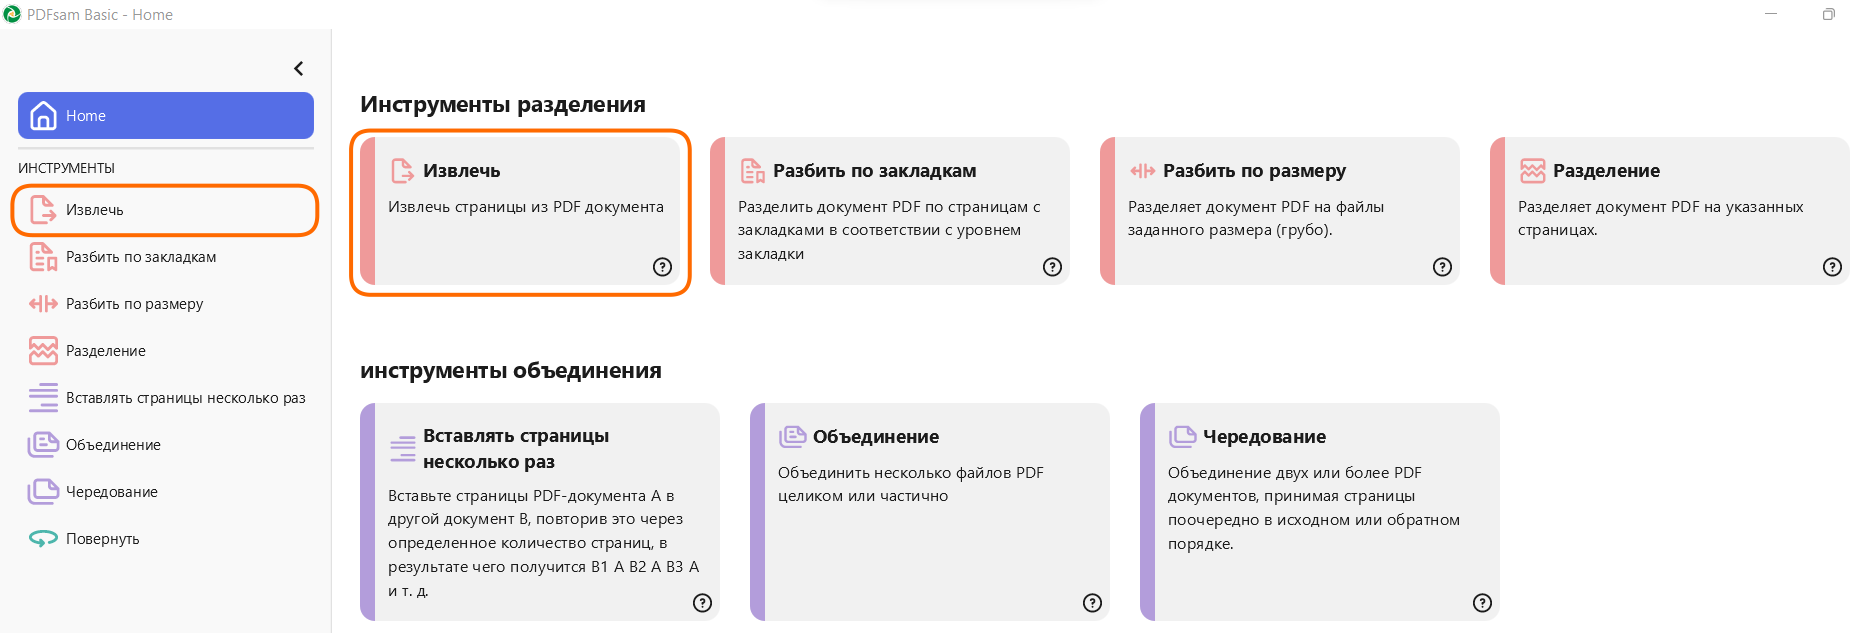 PDFsam Basic - Home
Home
ИНСТРУМЕНТЫ
Извлечь
Разбить по закладкам
Разбить по размеру
Разделение
Вставлять страницы несколько раз
Объединение
Чередование
Повернуть
Инструменты разделения
Извлечь
Извлечь страницы из PDF документа
?
Разбить по закладкам
Разделить документ PDF по страницам с
закладками в соответствии с уровнем
закладки
?
Разбить по размеру
Разделяет документ PDF на файлы
заданного размера (грубо).
?
Разделение
Разделяет документ PDF на указанных
страницах.
?
инструменты объединения
Вставлять страницы
несколько раз
Вставьте страницы PDF-документа A в
другой документ B, повторив это через
определенное количество страниц, в
результате чего получится B1 A B2 A B3 A
и т. д.
?
Объединение
Объединить несколько файлов PDF
целиком или частично
?
Чередование
Объединение двух или более PDF
документов, принимая страницы
поочередно в исходном или обратном
порядке.
?